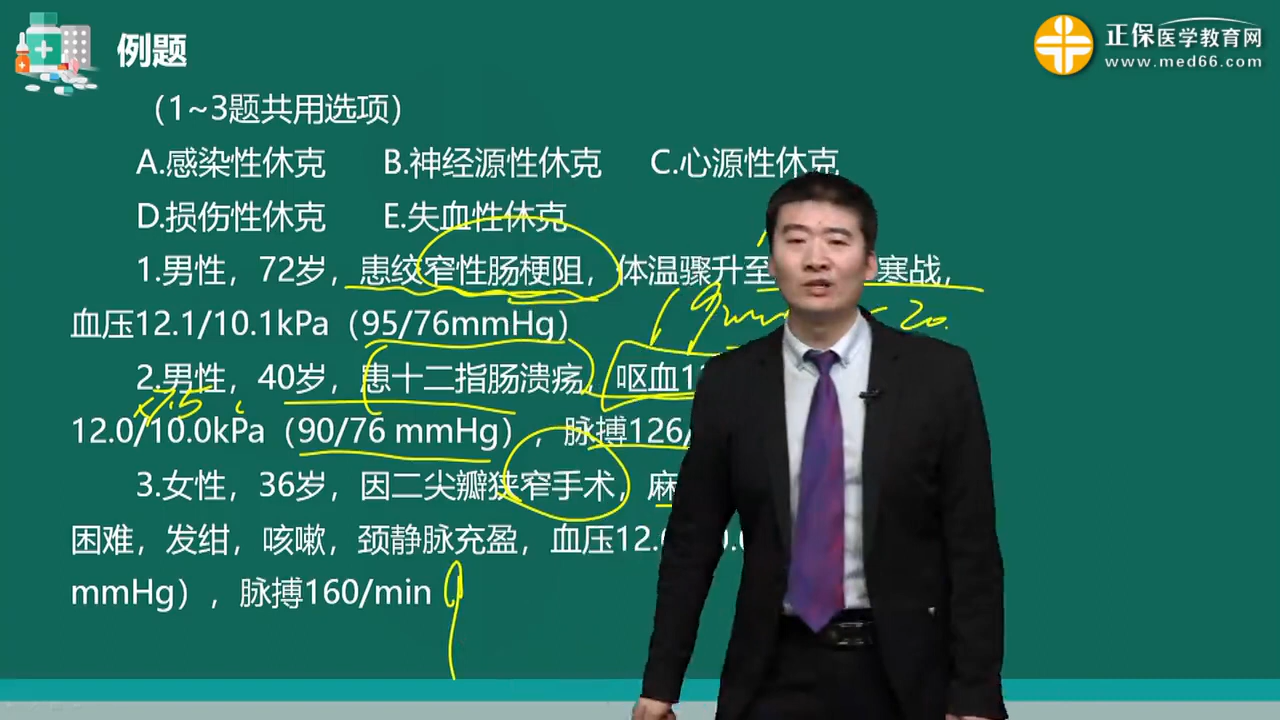 例题
正保医学教育网
www.med66.com
（1~3题共用选项）
A.感染性休克 B.神经源性休克 C.心源性休克
D.损伤性休克 E.失血性休克
1.男性，72岁，患绞窄性肠梗阻，体温骤升至 寒战，
血压12.1/10.1kPa（95/76mmHg）
2.男性，40岁，患十二指肠溃疡，呕血11
12.0/10.0kPa（90/76 mmHg），脉搏126/
3.女性，36岁，因二尖瓣狭窄手术，麻
困难，发绀，咳嗽，颈静脉充盈，血压12.
mmHg），脉搏160/min